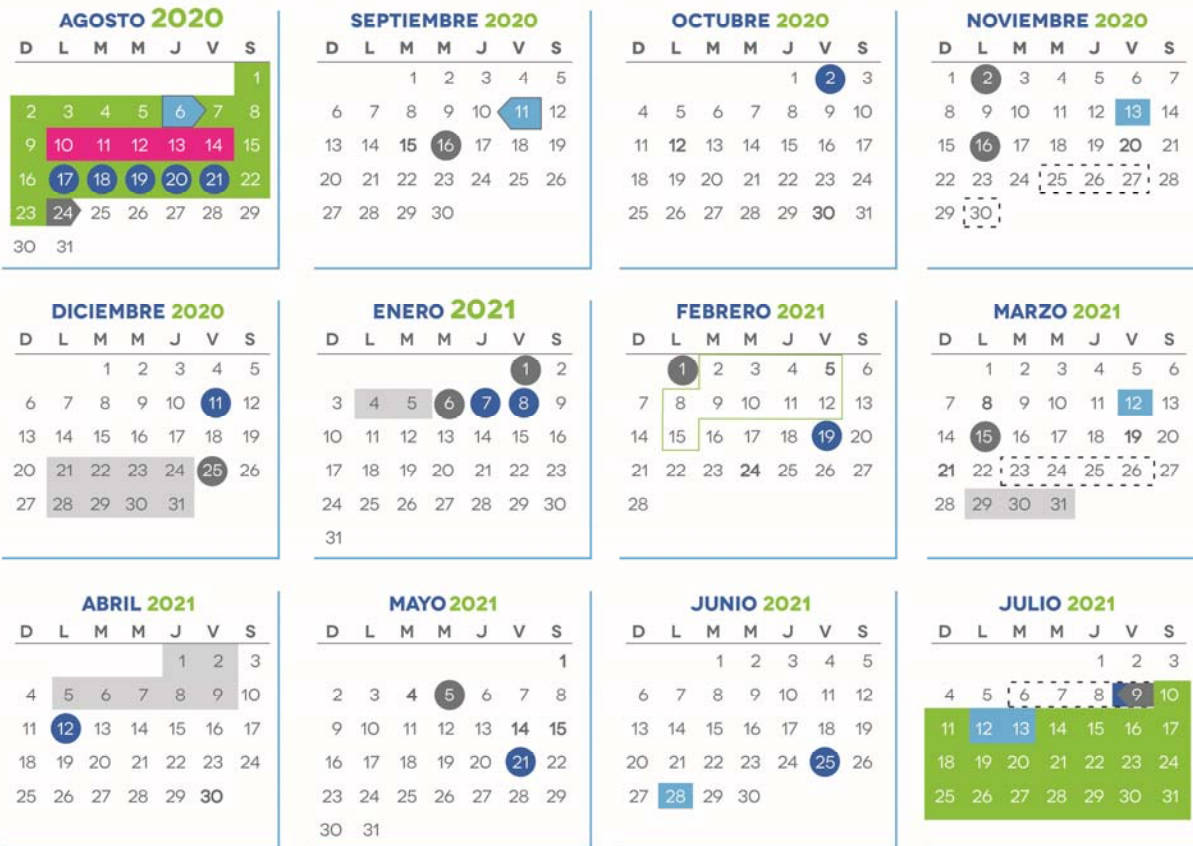 AGOSTO 2020
D L M M J V S
1
2 3 4 5 6 7 8
9 10 11 12 13 14 15
16 17 18 19 20 21 22
23 24 25 26 27 28 29
30 31
SEPTIEMBRE 2020
D L M M J V S
1 2 3 4 5
6 7 8 9 10 11 12
13 14 15 16 17 18 19
20 21 22 23 24 25 26
27 28 29 30
OCTUBRE 2020
D L M M J V S
1 2 3
4 5 6 7 8 9 10
11 12 13 14 15 16 17
18 19 20 21 22 23 24
25 26 27 28 29 30 31
NOVIEMBRE 2020
D L M M J V S
1 2 3 4 5 6 7
8 9 10 11 12 13 14
15 16 17 18 19 20 21
22 23 24 25 26 27 28
29 30
DICIEMBRE 2020
D L M M J V S
1 2 3 4 5
6 7 8 9 10 11 12
13 14 15 16 17 18 19
20 21 22 23 24 25 26
27 28 29 30 31
ENERO 2021
D L M M J V S
1 2
3 4 5 6 7 8 9
10 11 12 13 14 15 16
17 18 19 20 21 22 23
24 25 26 27 28 29 30
31
FEBRERO 2021
D L M M J V S
1 2 3 4 5 6
7 8 9 10 11 12 13
14 15 16 17 18 19 20
21 22 23 24 25 26 27
28
MARZO 2021
D L M M J V S
1 2 3 4 5 6
7 8 9 10 11 12 13
14 15 16 17 18 19 20
21 22 23 24 25 26 27
28 29 30 31
ABRIL 2021
D L M M J V S
1 2 3
4 5 6 7 8 9 10
11 12 13 14 15 16 17
18 19 20 21 22 23 24
25 26 27 28 29 30
MAYO 2021
D L M M J V S
1
2 3 4 5 6 7 8
9 10 11 12 13 14 15
16 17 18 19 20 21 22
23 24 25 26 27 28 29
30 31
JUNIO 2021
D L M M J V S
1 2 3 4 5
6 7 8 9 10 11 12
13 14 15 16 17 18 19
20 21 22 23 24 25 26
27 28 29 30
JULIO 2021
D L M M J V S
1 2 3
4 5 6 7 8 9 10
11 12 13 14 15 16 17
18 19 20 21 22 23 24
25 26 27 28 29 30 31